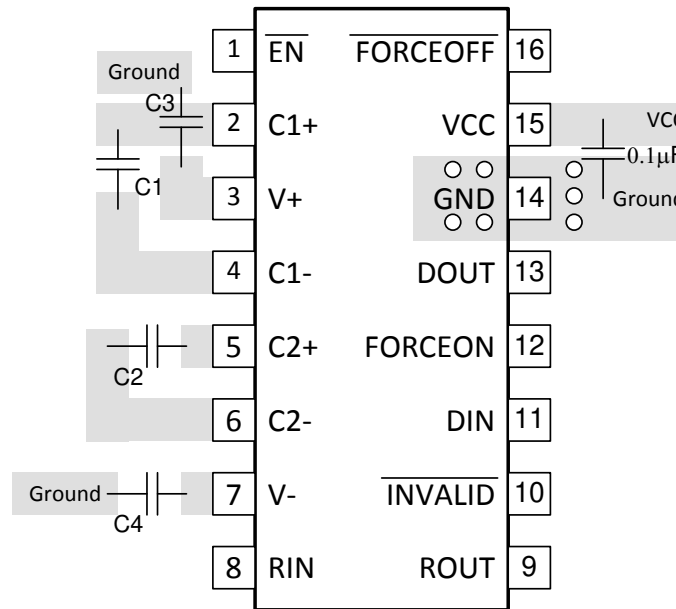 1 EN FORCEOFF 16
Ground
C3
2 C1+ VCC 15 VCC
C1
0.1µF
3 V+ GND 14 Ground
4 C1- DOUT 13
5 C2+ FORCEON 12
C2
6 C2- DIN 11
Ground
7 V- INVALID 10
C4
8 RIN ROUT 9